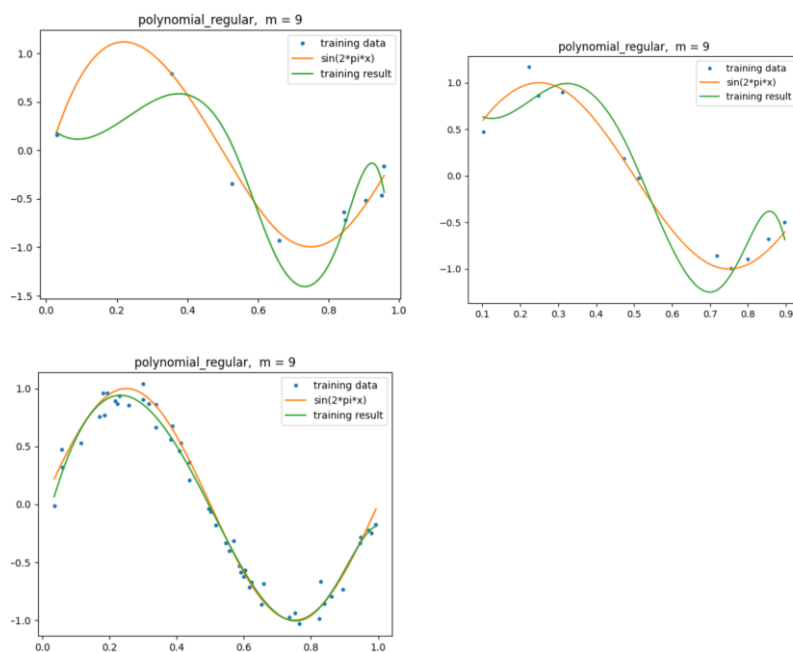 polynomial_regular, m = 9
training data
sin(2*pi*x)
training result
1.0
0.5
0.0
−0.5
−1.0
−1.5
0.0 0.2 0.4 0.6 0.8 1.0
polynomial_regular, m = 9
training data
sin(2*pi*x)
training result
1.0
0.5
0.0
−0.5
−1.0
0.1 0.2 0.3 0.4 0.5 0.6 0.7 0.8 0.9
polynomial_regular, m = 9
training data
sin(2*pi*x)
training result
1.0
0.5
0.0
−0.5
−1.0
0.0 0.2 0.4 0.6 0.8 1.0